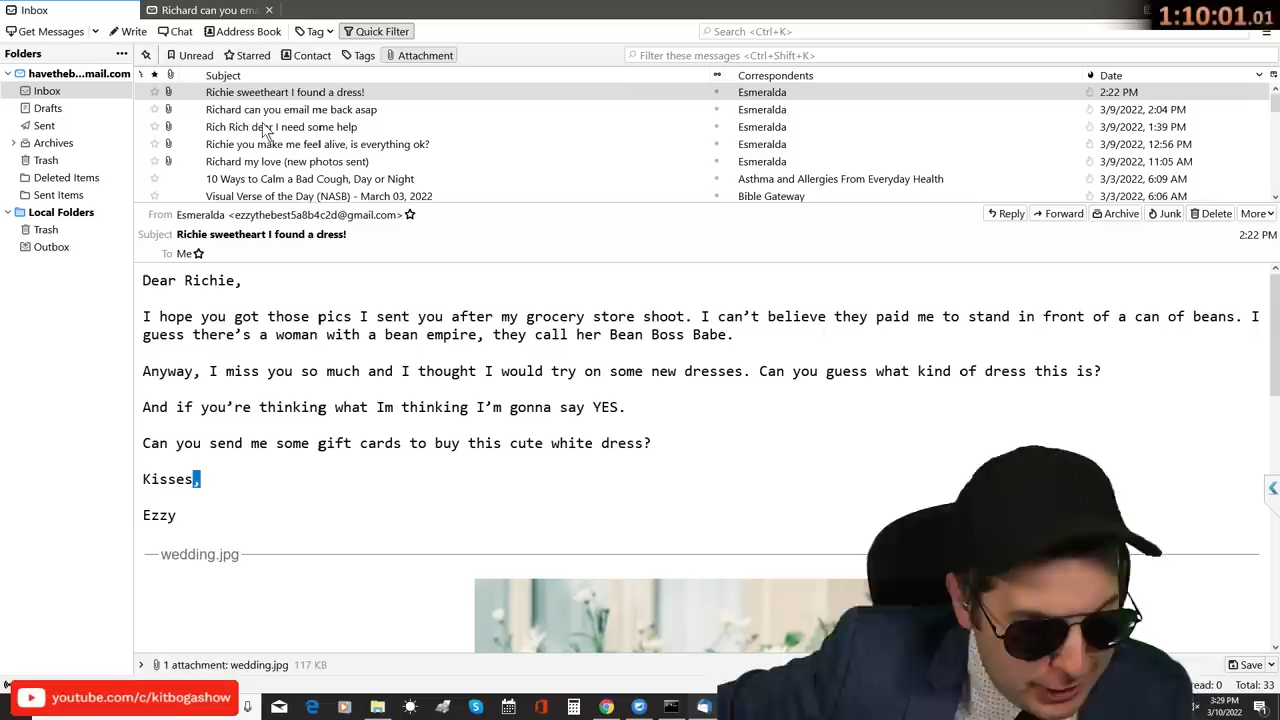 Inbox
Richard can you ema
1:10:01.01
Get Messages
Write
Chat
Address Book
Tag
Quick Filter
Search <Ctrl+K>
Folders
Unread
Starred
Contact
Tags
Attachment
Filter these messages <Ctrl+Shift+K>
Subject
Correspondents
Date
haveatheb...mail.com
Inbox
Drafts
Sent
Archives
Trash
Deleted Items
Sent Items
Local Folders
Trash
Outbox
Richie sweetheart I found a dress! Esmeralda 2:22 PM
Richard can you email me back asap Esmeralda 3/9/2022, 2:04 PM
Rich Rich dear I need some help Esmeralda 3/9/2022, 1:39 PM
Richie you make me feel alive, is everything ok? Esmeralda 3/9/2022, 12:56 PM
Richard my love (new photos sent) Esmeralda 3/9/2022, 11:05 AM
10 Ways to Calm a Bad Cough, Day or Night Asthma and Allergies From Everyday Health 3/3/2022, 6:09 AM
Visual Verse of the Day (NASB) - March 03, 2022 Bible Gateway 3/3/2022, 6:06 AM
From Esmeralda <ezzythebest5a8b4c2d@gmail.com>
Reply Forward Archive Junk Delete More
Subject Richie sweetheart I found a dress!
2:22 PM
To Me
Dear Richie,
I hope you got those pics I sent you after my grocery store shoot. I can't believe they paid me to stand in front of a can of beans. I
guess there's a woman with a bean empire, they call her Bean Boss Babe.
Anyway, I miss you so much and I thought I would try on some new dresses. Can you guess what kind of dress this is?
And if you're thinking what Im thinking I'm gonna say YES.
Can you send me some gift cards to buy this cute white dress?
Kisses,
Ezzy
wedding.jpg
1 attachment: wedding.jpg 117 KB
Save
read: 0 Total: 33
youtube.com/c/kitbogashow
3:29 PM
3/10/2022